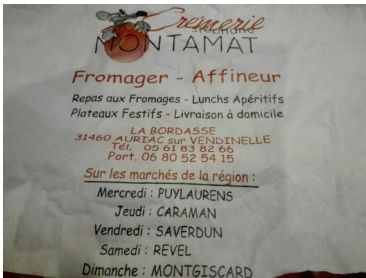 Crèmerie
Stéphane
MONTAMAT
Fromager - Affineur
Repas aux Fromages - Lunchs Apéritifs
Plateaux Festifs - Livraison à domicile
LA BORDASSE
31460 AURIAC sur VENDINELLE
Tél. 05 61 83 82 66
Port. 06 80 52 54 15
Sur les marchés de la région :
Mercredi : PUYLAURENS
Jeudi : CARAMAN
Vendredi : SAVERDUN
Samedi : REVEL
Dimanche : MONTGISCARD